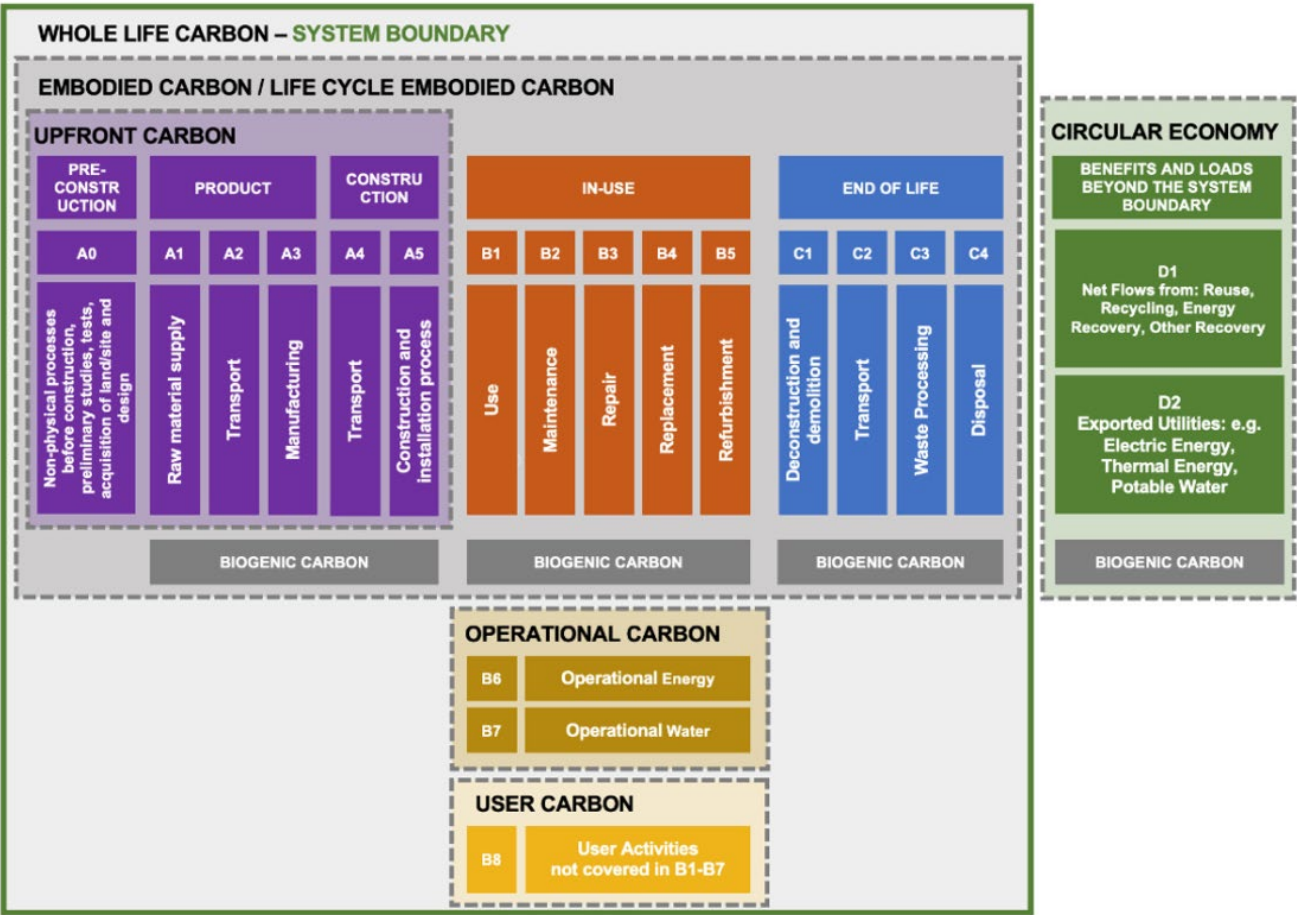 WHOLE LIFE CARBON – SYSTEM BOUNDARY
EMBODIED CARBON / LIFE CYCLE EMBODIED CARBON
UPFRONT CARBON
PRE-
CONSTR
UCTION
PRODUCT
CONSTRU
CTION
A0
A1
A2
A3
A4
A5
Non-physical processes
before construction,
preliminary studies, tests,
acquisition of land/site and
design
Raw material supply
Transport
Manufacturing
Transport
Construction and
installation process
BIOGENIC CARBON
IN-USE
B1
B2
B3
B4
B5
Use
Maintenance
Repair
Replacement
Refurbishment
BIOGENIC CARBON
END OF LIFE
C1
C2
C3
C4
Deconstruction and
demolition
Transport
Waste Processing
Disposal
BIOGENIC CARBON
OPERATIONAL CARBON
B6
Operational Energy
B7
Operational Water
USER CARBON
B8
User Activities
not covered in B1-B7
CIRCULAR ECONOMY
BENEFITS AND LOADS
BEYOND THE SYSTEM
BOUNDARY
D1
Net Flows from: Reuse,
Recycling, Energy
Recovery, Other Recovery
D2
Exported Utilities: e.g.
Electric Energy,
Thermal Energy,
Potable Water
BIOGENIC CARBON